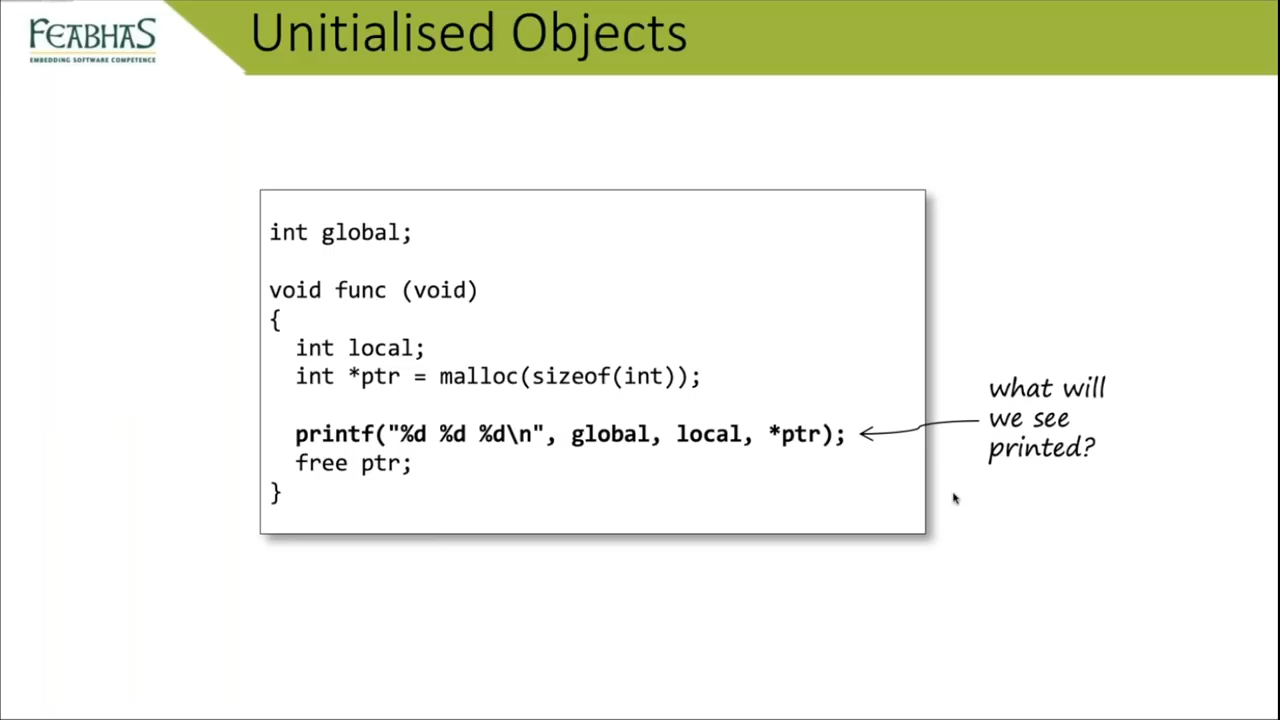 FEABHAS
EMBEDDING SOFTWARE COMPETENCE
Unitialised Objects
int global;
void func (void)
{
int local;
int *ptr = malloc(sizeof(int));
printf("%d %d %d\n", global, local, *ptr);
free ptr;
}
what will
we see
printed?